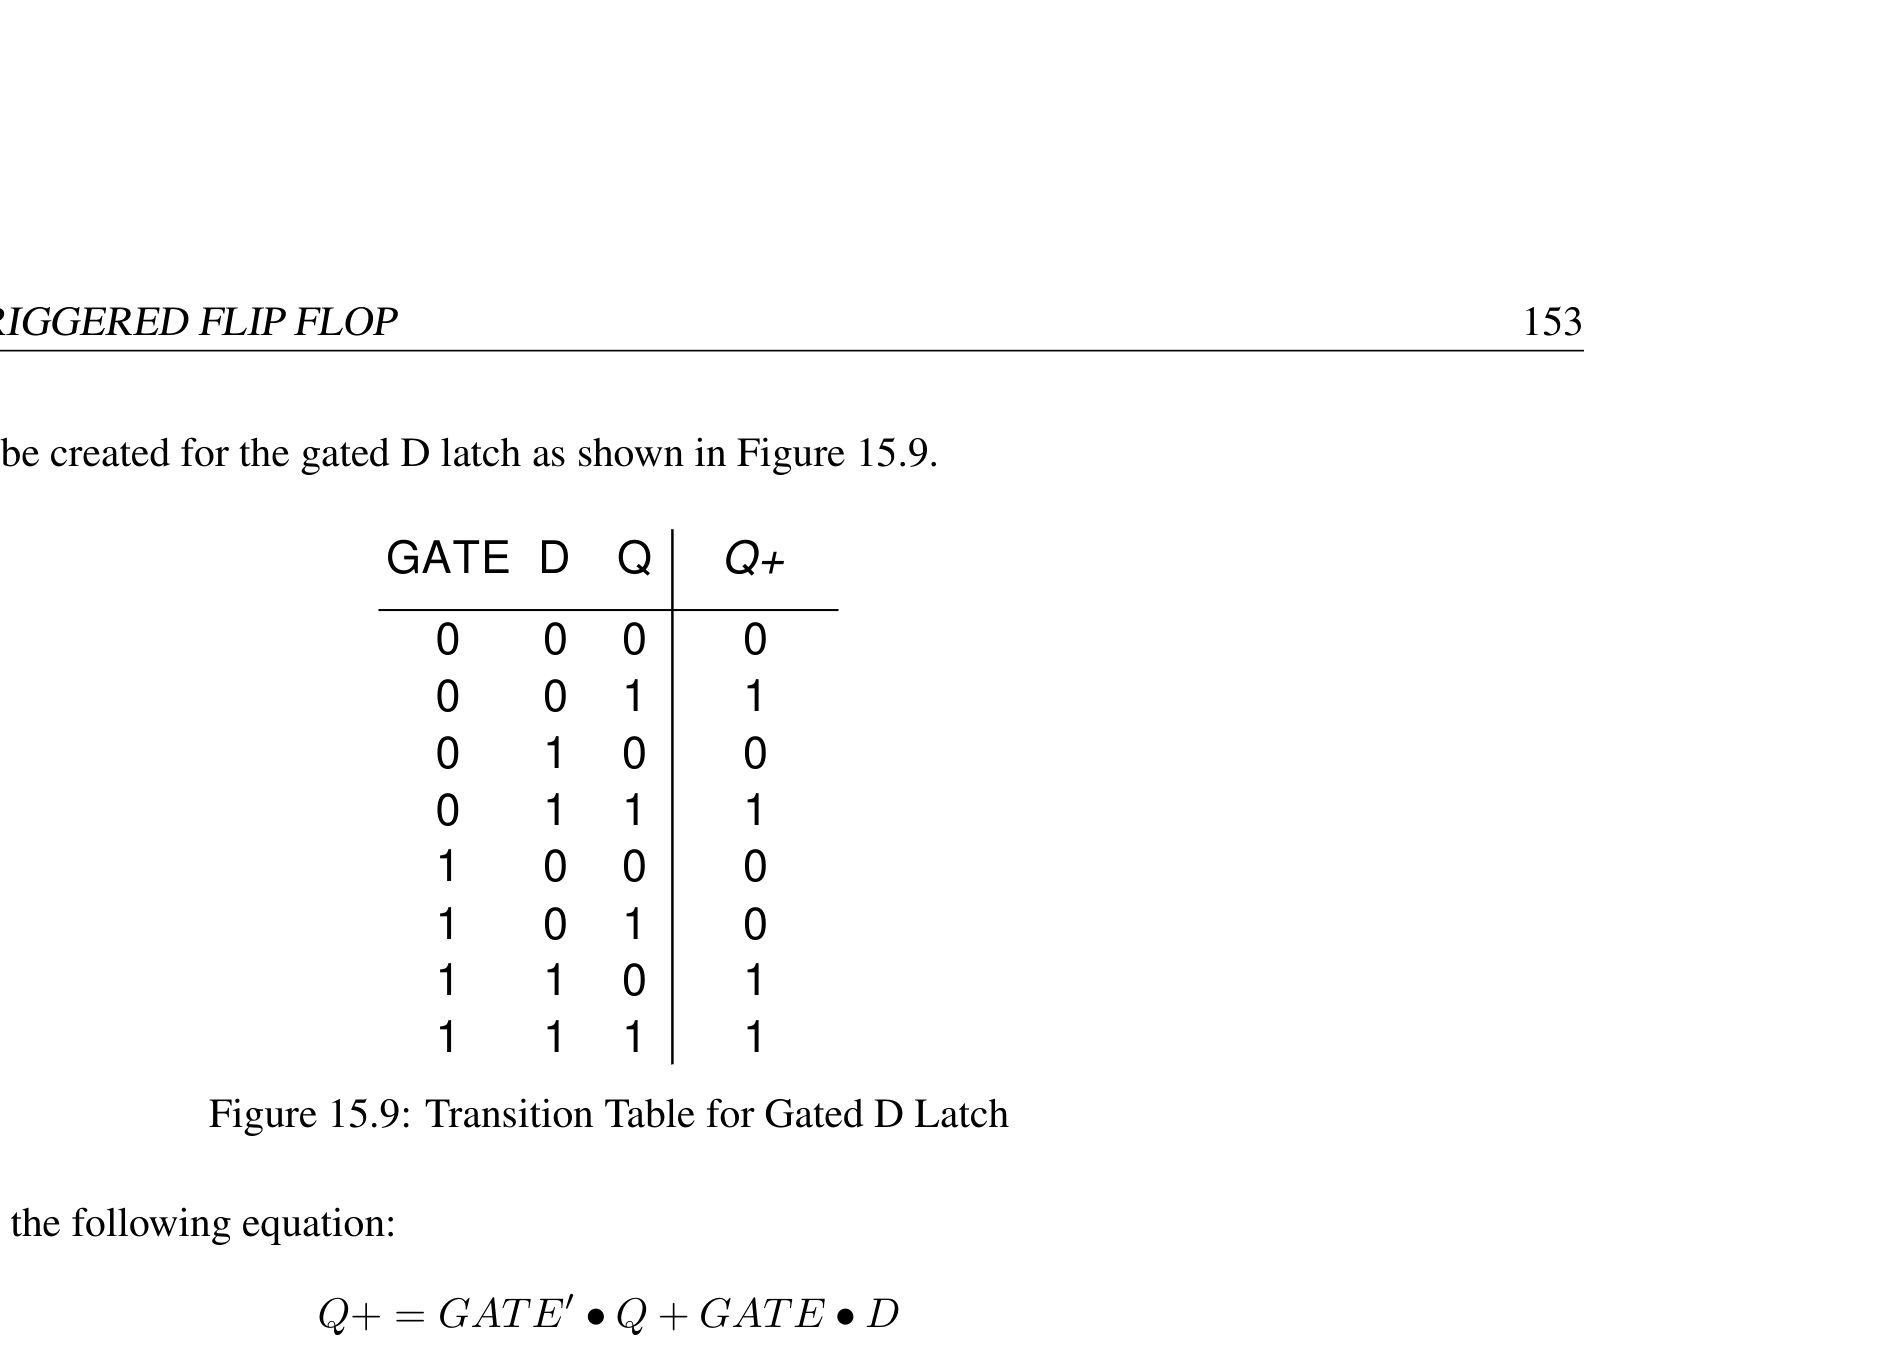 RIGGERED FLIP FLOP 153
be created for the gated D latch as shown in Figure 15.9.
GATE D Q Q+
0 0 0 0
0 0 1 1
0 1 0 0
0 1 1 1
1 0 0 0
1 0 1 0
1 1 0 1
1 1 1 1
Figure 15.9: Transition Table for Gated D Latch
the following equation:
Q+ = GATE′ • Q + GATE • D